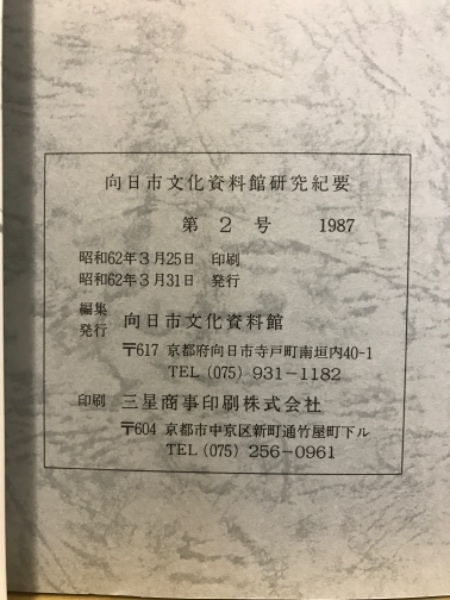 向日市文化資料館研究紀要
第 2 号 1987
昭和62年3月25日 印刷
昭和62年3月31日 発行
編集
発行 向日市文化資料館
〒617 京都府向日市寺戸町南垣内40-1
TEL (075) 931-1182
印刷 三星商事印刷株式会社
〒604 京都市中京区新町通竹屋町下ル
TEL (075) 256-0961